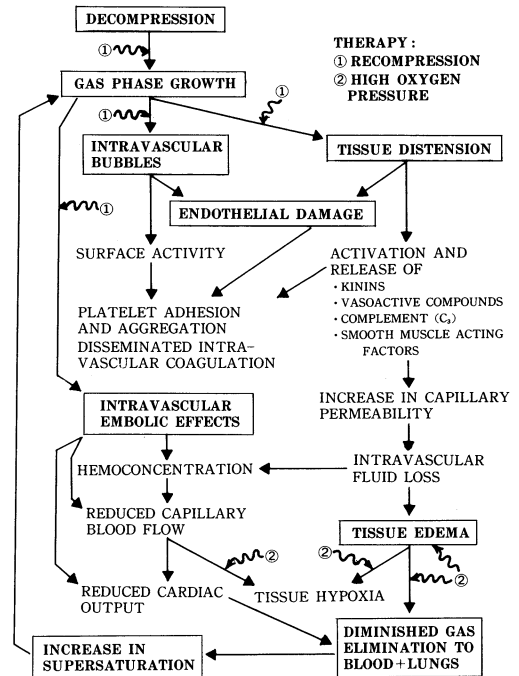 DECOMPRESSION
①
THERAPY:
① RECOMPRESSION
② HIGH OXYGEN
PRESSURE
GAS PHASE GROWTH
①
①
INTRAVASCULAR
BUBBLES
TISSUE DISTENSION
①
ENDOTHELIAL DAMAGE
SURFACE ACTIVITY
ACTIVATION AND
RELEASE OF
· KININS
· VASOACTIVE COMPOUNDS
· COMPLEMENT (C₃)
· SMOOTH MUSCLE ACTING
FACTORS
PLATELET ADHESION
AND AGGREGATION
DISSEMINATED INTRA-
VASCULAR COAGULATION
INCREASE IN CAPILLARY
PERMEABILITY
INTRAVASCULAR
EMBOLIC EFFECTS
HEMOCONCENTRATION
INTRAVASCULAR
FLUID LOSS
REDUCED CAPILLARY
BLOOD FLOW
TISSUE EDEMA
②
②
②
REDUCED CARDIAC
OUTPUT
TISSUE HYPOXIA
INCREASE IN
SUPERSATURATION
DIMINISHED GAS
ELIMINATION TO
BLOOD+LUNGS